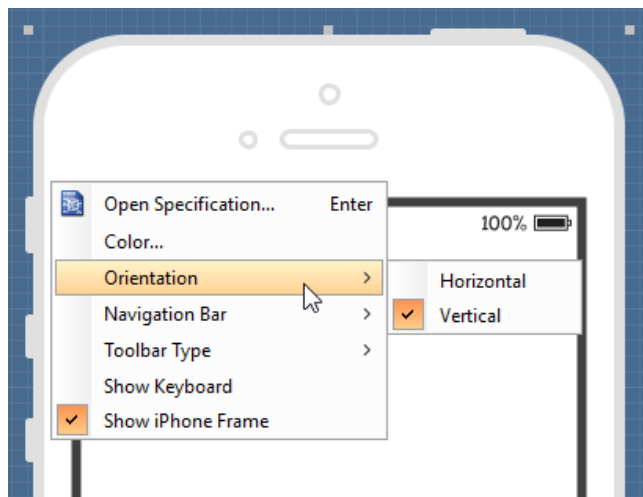 100%
Open Specification... Enter
Color...
Orientation
Navigation Bar
Toolbar Type
Show Keyboard
Show iPhone Frame
Horizontal
Vertical